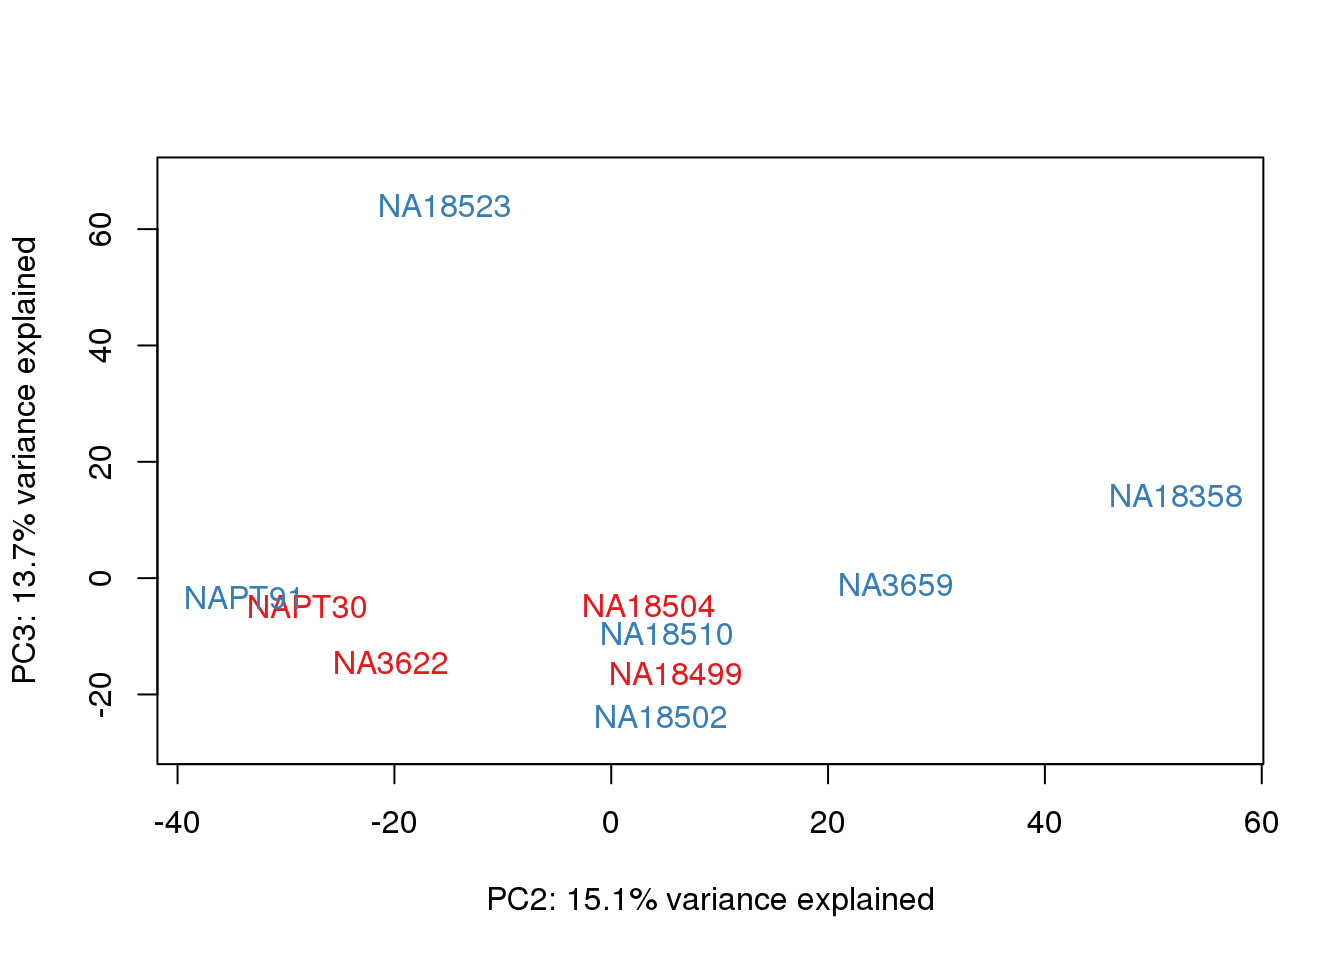 NA18523
NA18358
NA3659
NAPT91
NAPT30
NA18504
NA18510
NA3622
NA18499
NA18502
60
40
20
0
-20
PC3: 13.7% variance explained
-40 -20 0 20 40 60
PC2: 15.1% variance explained